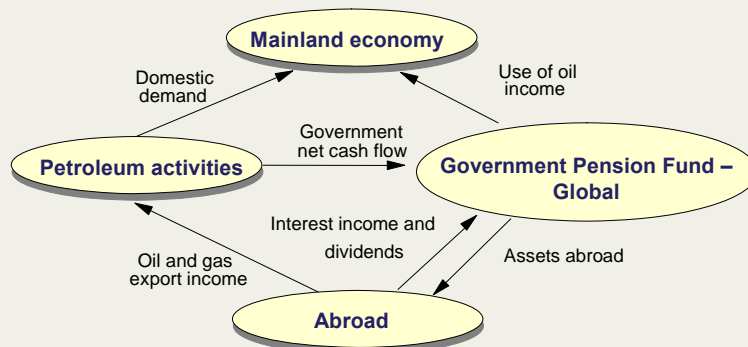 Mainland economy
Domestic
demand
Use of oil
income
Government
net cash flow
Petroleum activities
Government Pension Fund –
Global
Interest income and
dividends
Oil and gas
export income
Assets abroad
Abroad